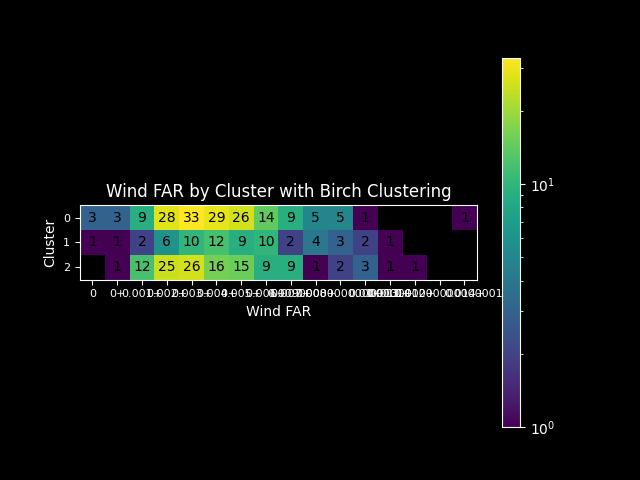 Wind FAR by Cluster with Birch Clustering
Cluster
0 3 3 9 28 33 29 26 14 9 5 5 1 1
1 1 1 2 6 10 12 9 10 2 4 3 2 1
2 1 12 25 26 16 15 9 9 1 2 3 1 1
0
Wind FAR
10^1
10^0